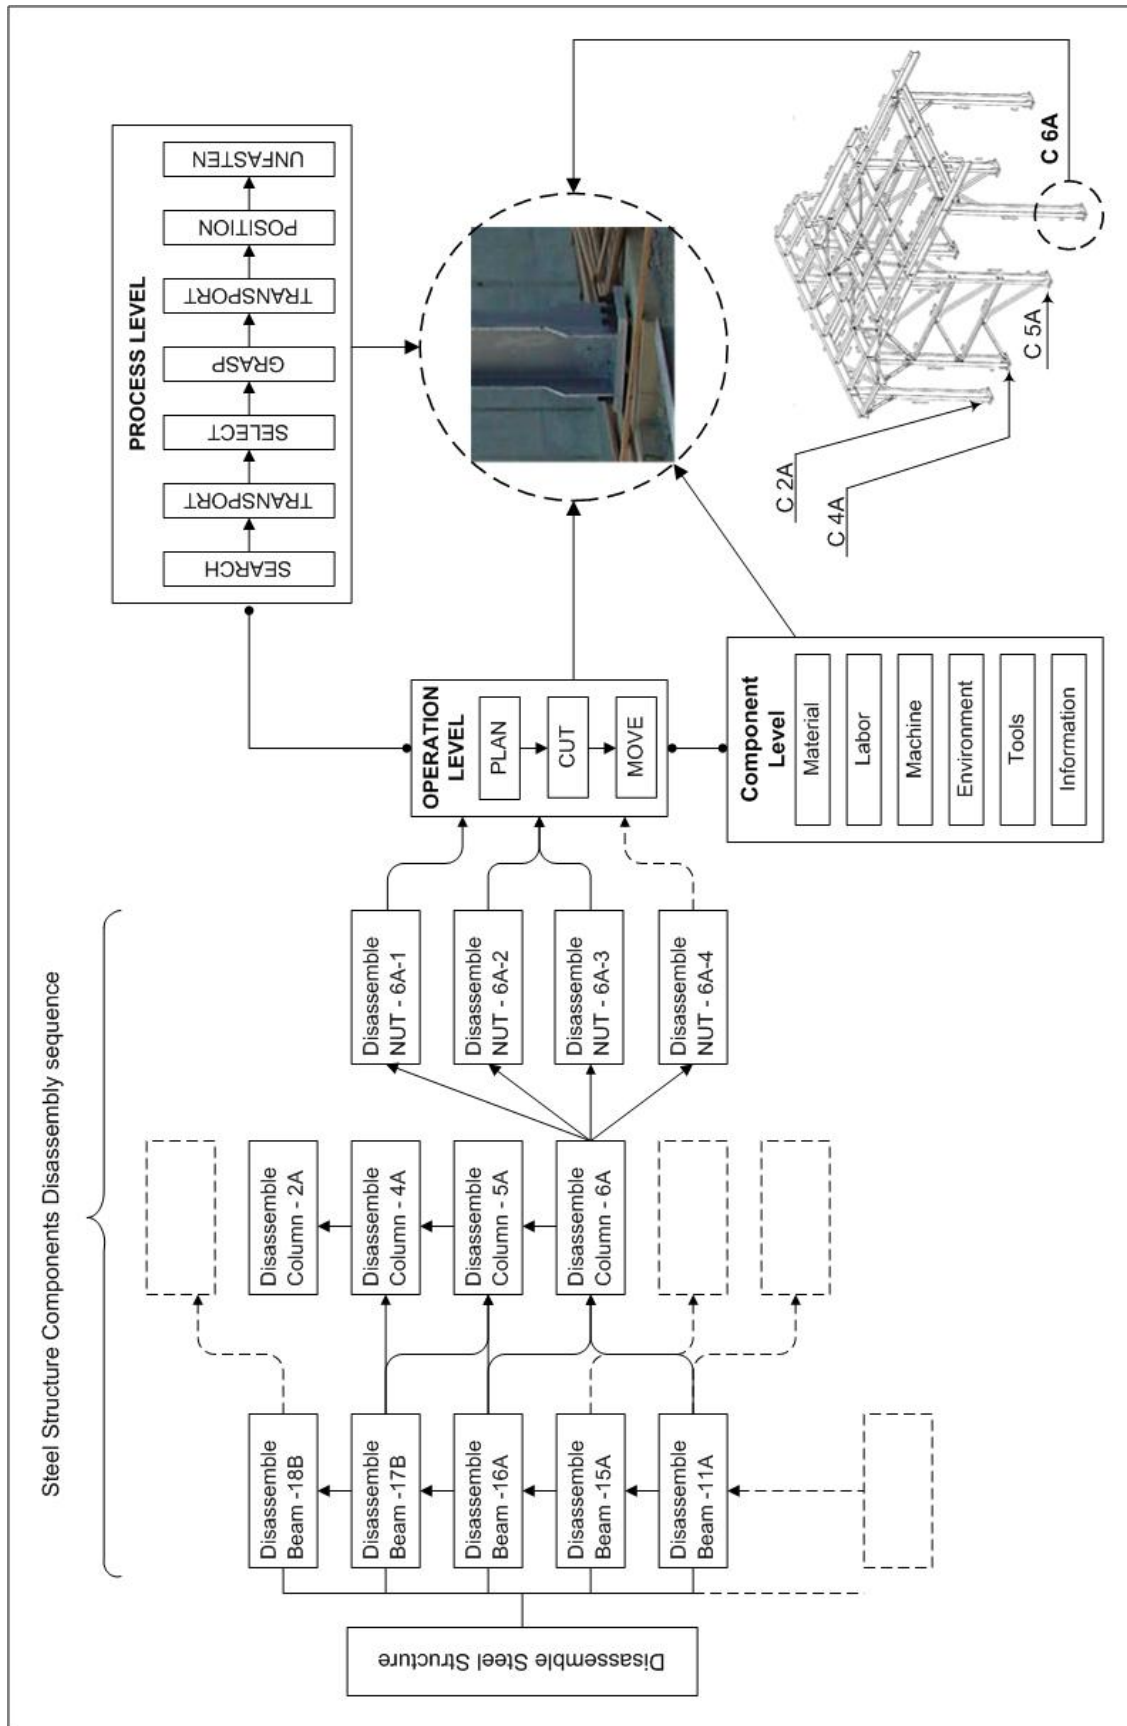 Steel Structure Components Disassembly sequence
Disassemble Steel Structure
Disassemble
Beam -18B
Disassemble
Beam -17B
Disassemble
Beam -16A
Disassemble
Beam -15A
Disassemble
Beam -11A
Disassemble
Column - 2A
Disassemble
Column - 4A
Disassemble
Column - 5A
Disassemble
Column - 6A
Disassemble
NUT - 6A-1
Disassemble
NUT - 6A-2
Disassemble
NUT - 6A-3
Disassemble
NUT - 6A-4
OPERATION
LEVEL
PLAN
CUT
MOVE
PROCESS LEVEL
SEARCH
TRANSPORT
SELECT
GRASP
TRANSPORT
POSITION
UNFASTEN
Component
Level
Material
Labor
Machine
Environment
Tools
Information
C 2A
C 4A
C 5A
C 6A